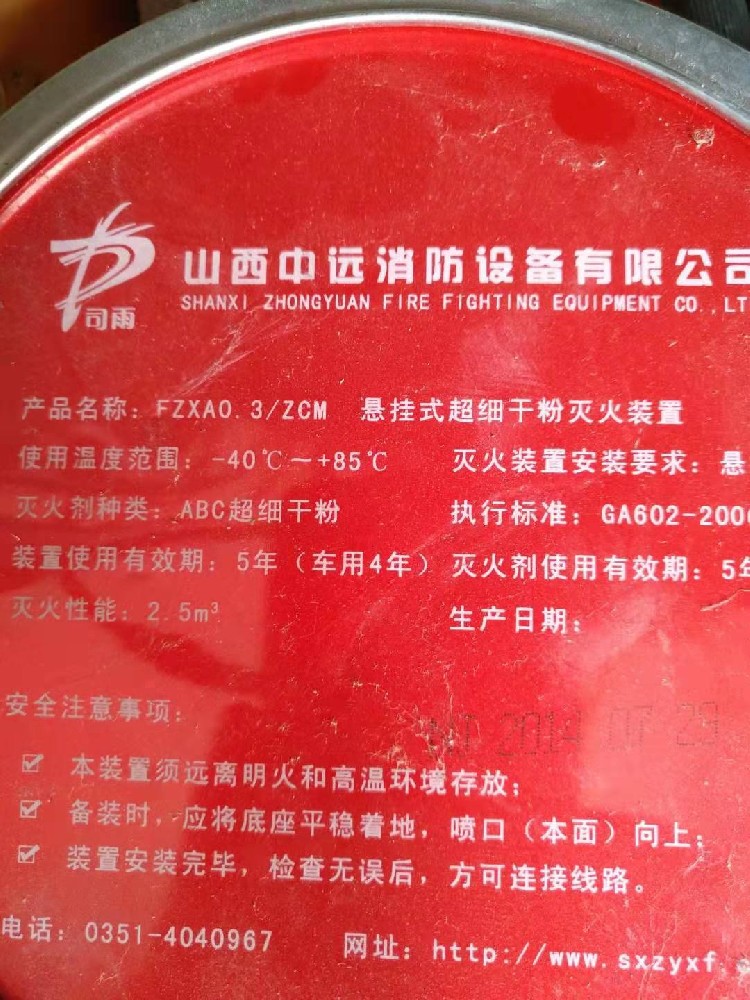 山西中远消防设备有限公司
SHANXI ZHONGYUAN FIRE FIGHTING EQUIPMENT CO.,LT
司雨
产品名称：FZXA0.3/ZCM 悬挂式超细干粉灭火装置
使用温度范围：-40℃～+85℃ 灭火装置安装要求：悬
灭火剂种类：ABC超细干粉 执行标准：GA602-200
装置使用有效期：5年（车用4年） 灭火剂使用有效期：5年
灭火性能：2.5m³ 生产日期：
2014 07 29
安全注意事项：
本装置须远离明火和高温环境存放；
备装时，应将底座平稳着地，喷口（本面）向上；
装置安装完毕，检查无误后，方可连接线路。
电话：0351-4040967 网址：http://www.sxzyxf.